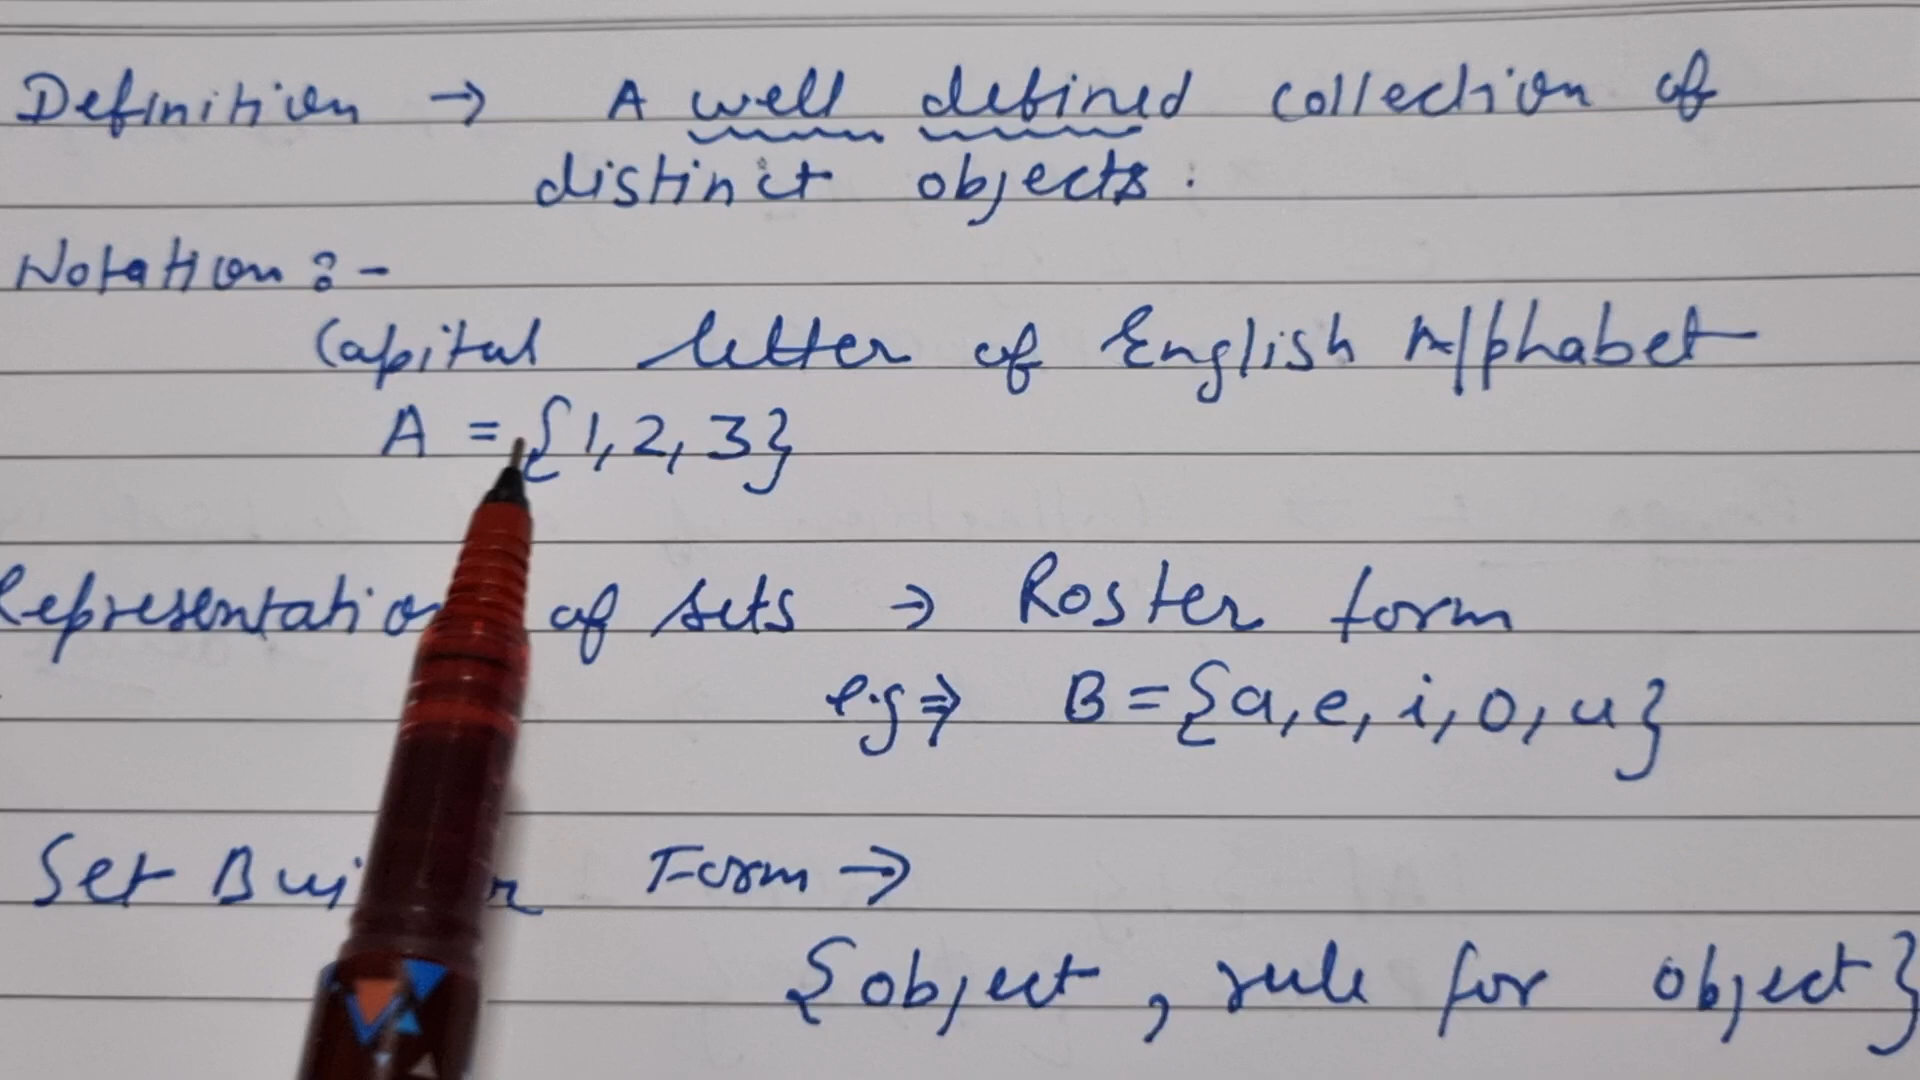 Definition → A well defined collection of
distinct objects.
Notation :-
Capital letter of English Alphabet
A = {1, 2, 3}
Representation of sets → Roster form
e.g ⇒ B = {a, e, i, o, u}
Set Form →
{object, rule for object}